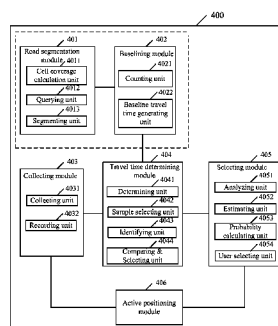 400
401
Road segmentation
module
4011
Cell coverage
calculation unit
4012
Querying unit
4013
Segmenting unit
402
Baselining module
4021
Counting unit
4022
Baseline travel
time generating
unit
403
Collecting module
4031
Collecting unit
4032
Recording unit
404
Travel time determining
module
4041
Determining unit
4042
Sample selecting unit
4043
Identifying unit
4044
Comparing &
Selecting unit
405
Selecting module
4051
Analyzing unit
4052
Estimating unit
4053
Probability
calculating unit
4054
User selecting unit
406
Active positioning
module